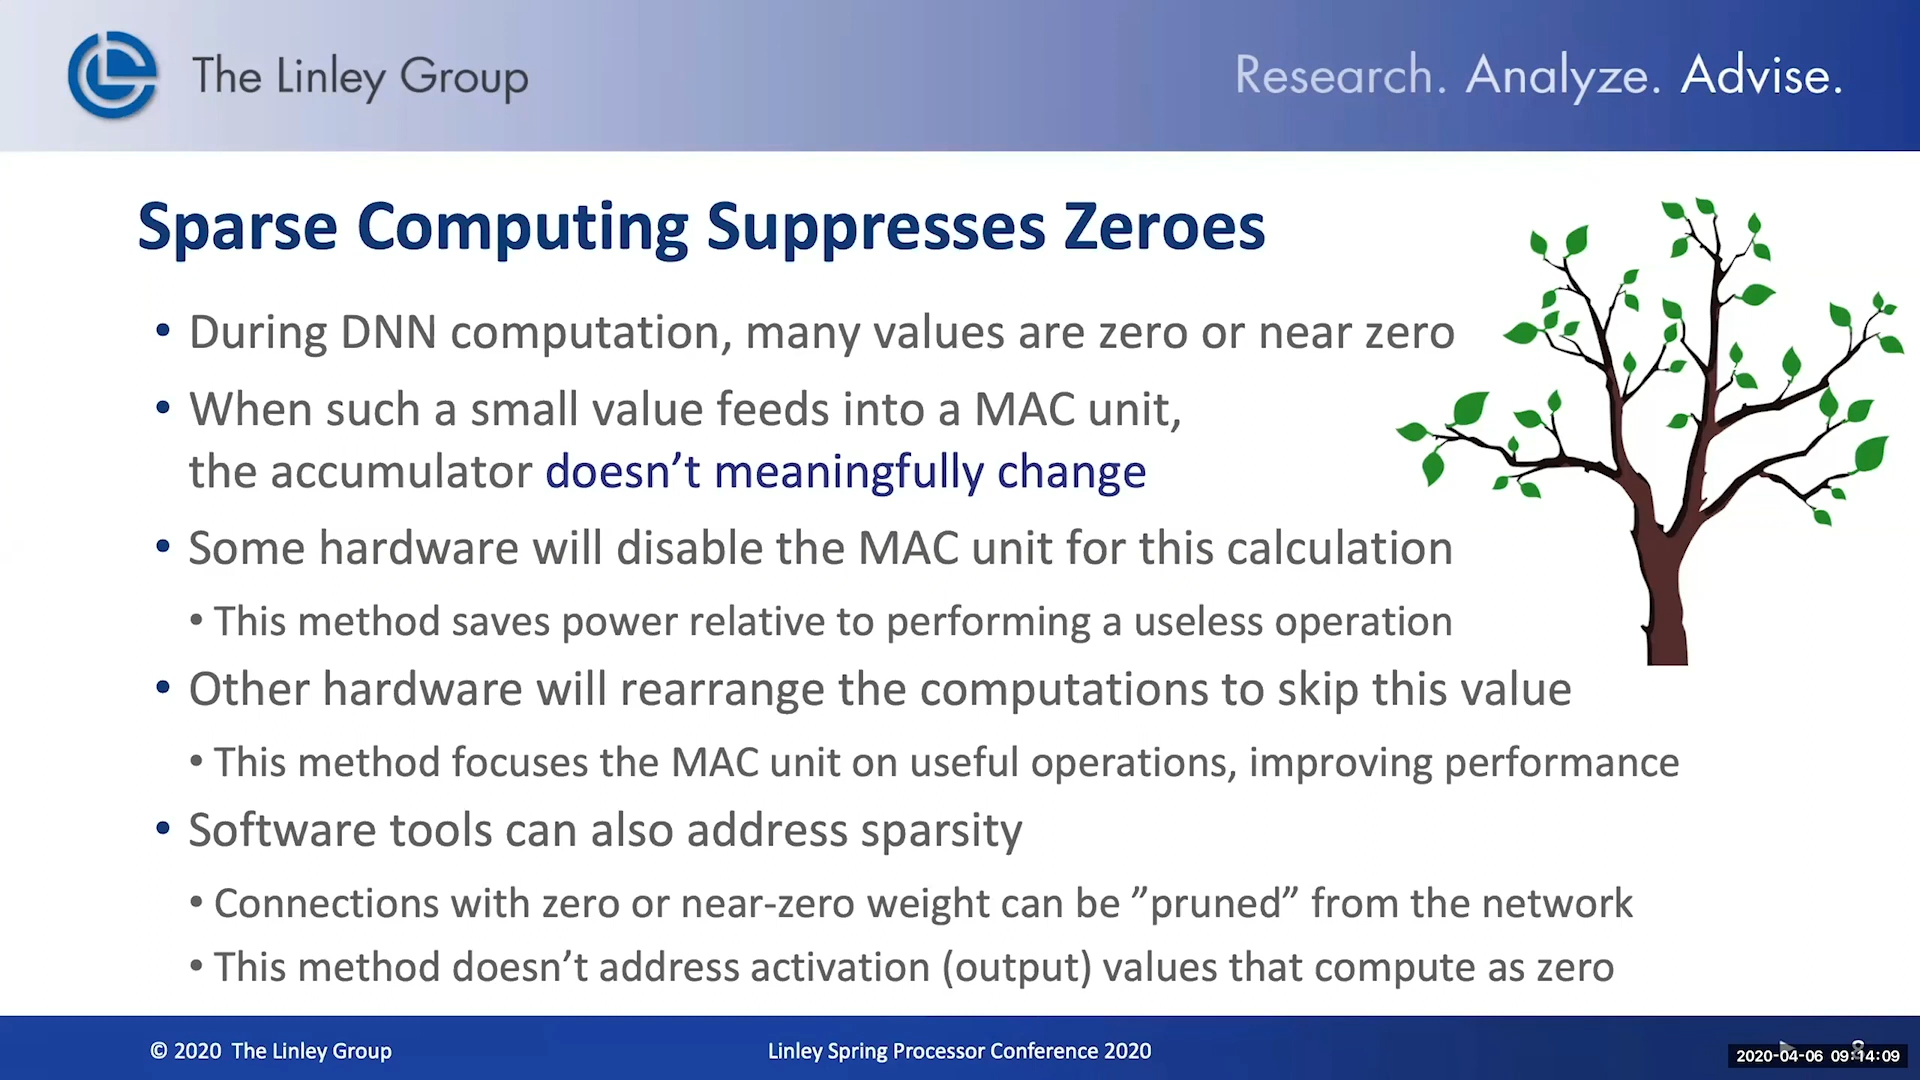 The Linley Group
Research. Analyze. Advise.
Sparse Computing Suppresses Zeroes
• During DNN computation, many values are zero or near zero
• When such a small value feeds into a MAC unit,
the accumulator doesn’t meaningfully change
• Some hardware will disable the MAC unit for this calculation
• This method saves power relative to performing a useless operation
• Other hardware will rearrange the computations to skip this value
• This method focuses the MAC unit on useful operations, improving performance
• Software tools can also address sparsity
• Connections with zero or near-zero weight can be ”pruned” from the network
• This method doesn’t address activation (output) values that compute as zero
© 2020 The Linley Group
Linley Spring Processor Conference 2020
8
2020-04-06 09:14:09